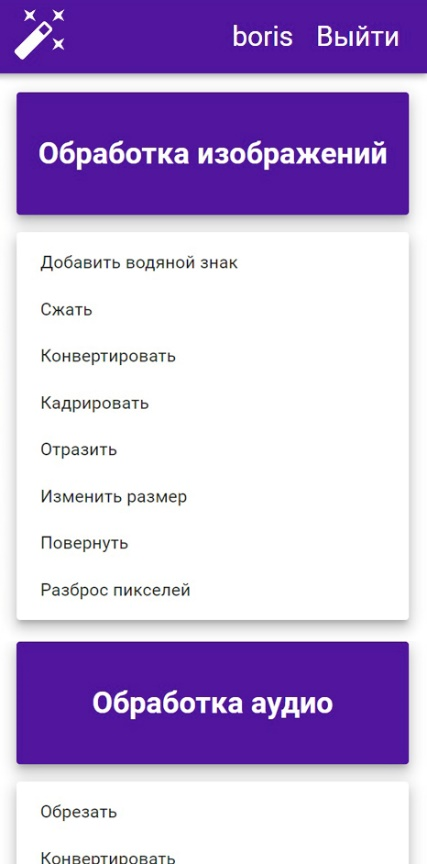 boris Выйти
Обработка изображений
Добавить водяной знак
Сжать
Конвертировать
Кадрировать
Отразить
Изменить размер
Повернуть
Разброс пикселей
Обработка аудио
Обрезать
Конвертировать